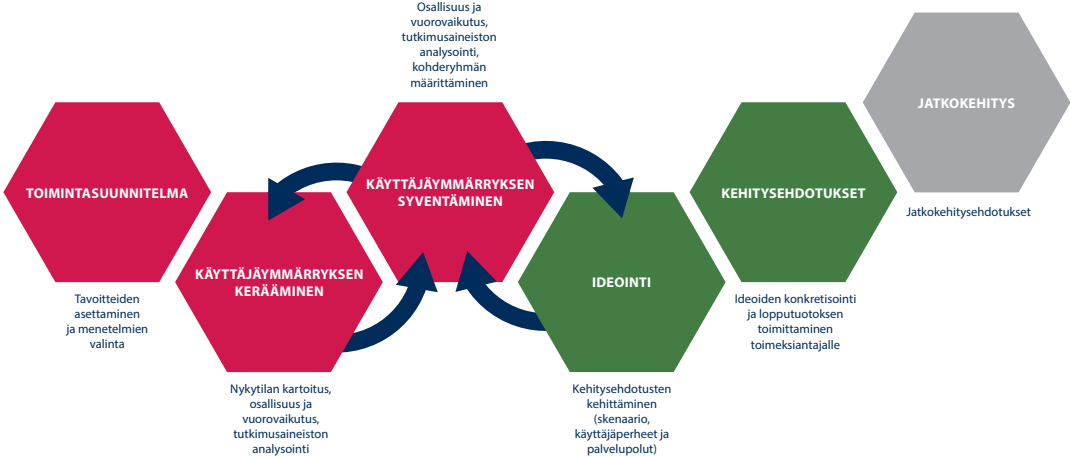 TOIMINTASUUNNITELMA
Tavoitteiden
asettaminen
ja menetelmien
valinta
KÄYTTÄJÄYMMÄRRYKSEN
KERÄÄMINEN
Nykytilan kartoitus,
osallisuus ja
vuorovaikutus,
tutkimusaineiston
analysointi
Osallisuus ja
vuorovaikutus,
tutkimusaineiston
analysointi,
kohderyhmän
määrittäminen
KÄYTTÄJÄYMMÄRRYKSEN
SYVENTÄMINEN
IDEOINTI
Kehitysehdotusten
kehittäminen
(skenaario,
käyttäjäperheet ja
palvelupolut)
KEHITYSEHDOTUKSET
Ideoiden konkretisointi
ja lopputuotoksen
toimittaminen
toimeksiantajalle
JATKOKEHITYS
Jatkokehitysehdotukset